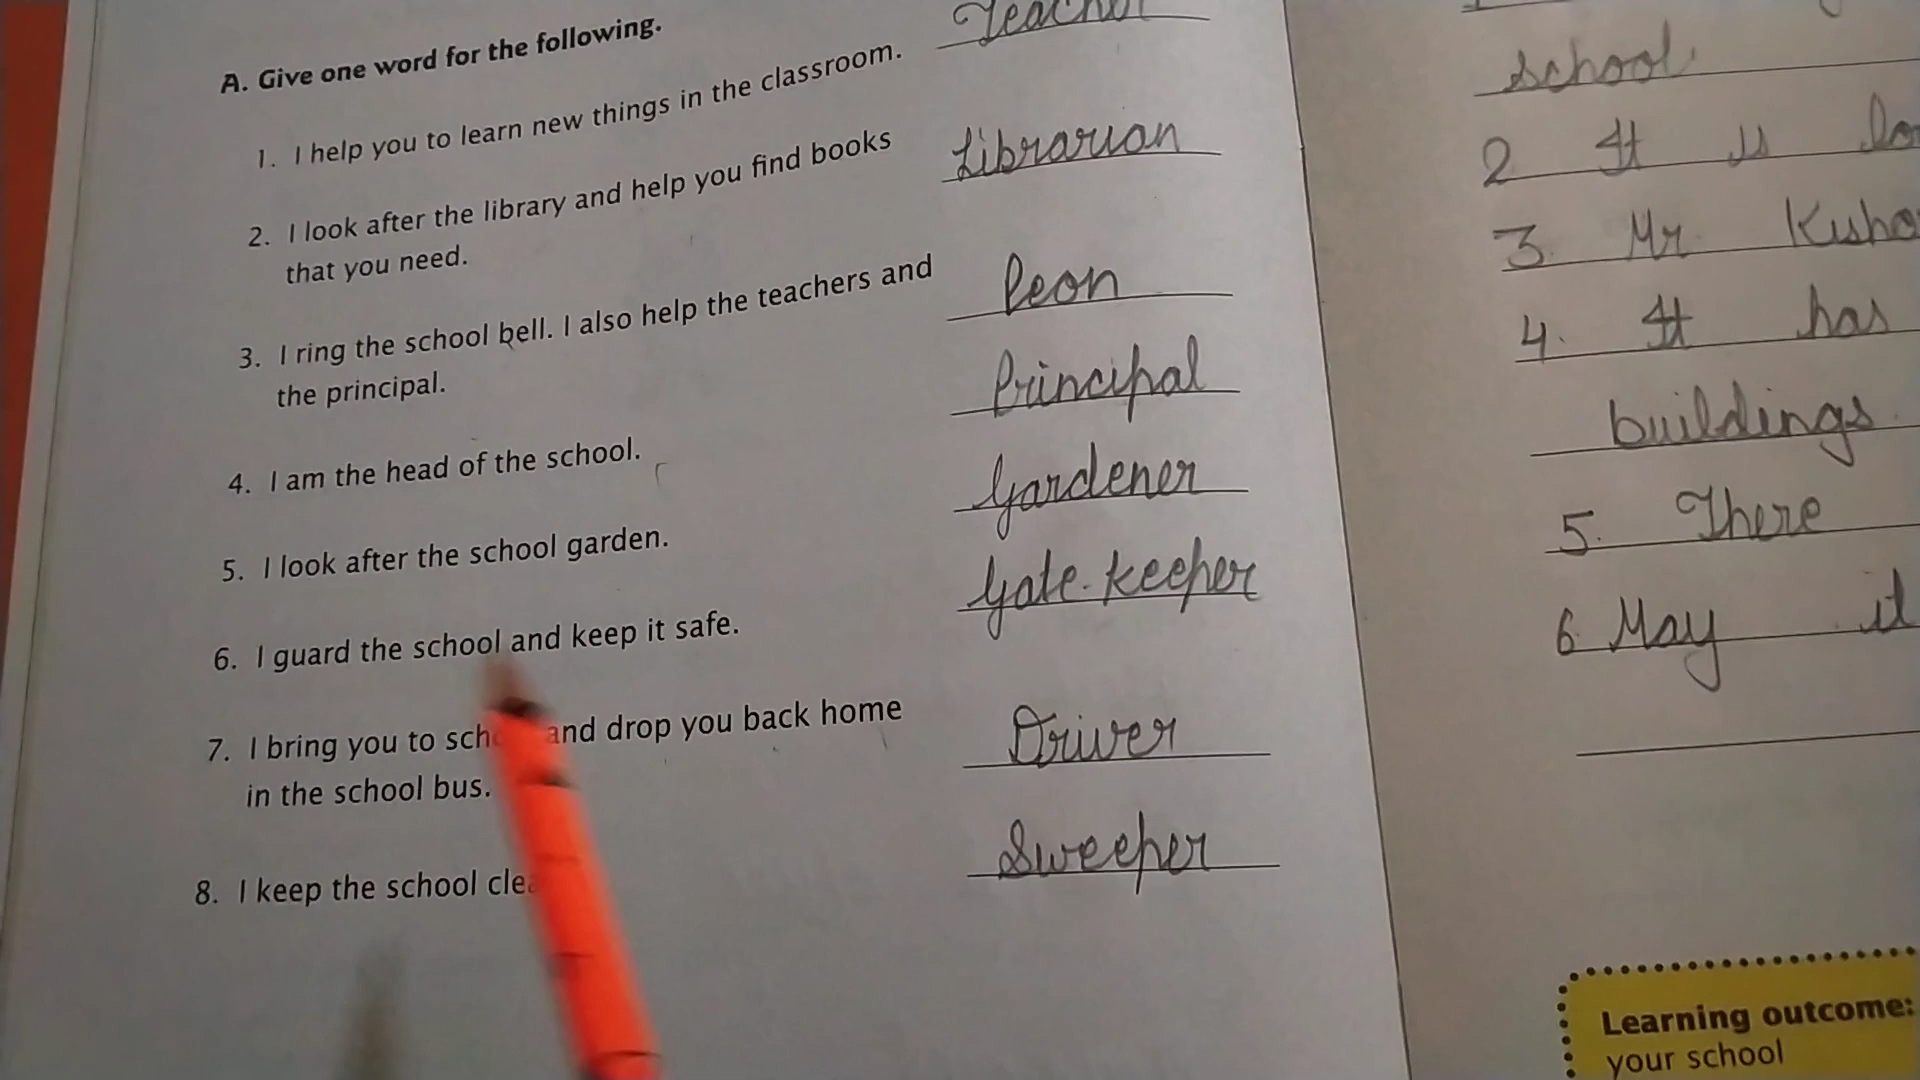 A. Give one word for the following.
1. I help you to learn new things in the classroom. Teacher
2. I look after the library and help you find books Librarian
that you need.
3. I ring the school bell. I also help the teachers and Peon
the principal.
Principal
4. I am the head of the school.
Gardener
5. I look after the school garden.
Gate-keeper
6. I guard the school and keep it safe.
7. I bring you to sch and drop you back home Driver
in the school bus.
8. I keep the school clea Sweeper
school.
2 It is
3. Mr. Kisho
4. It has
buildings.
5. There
6 May it
Learning outcome:
your school